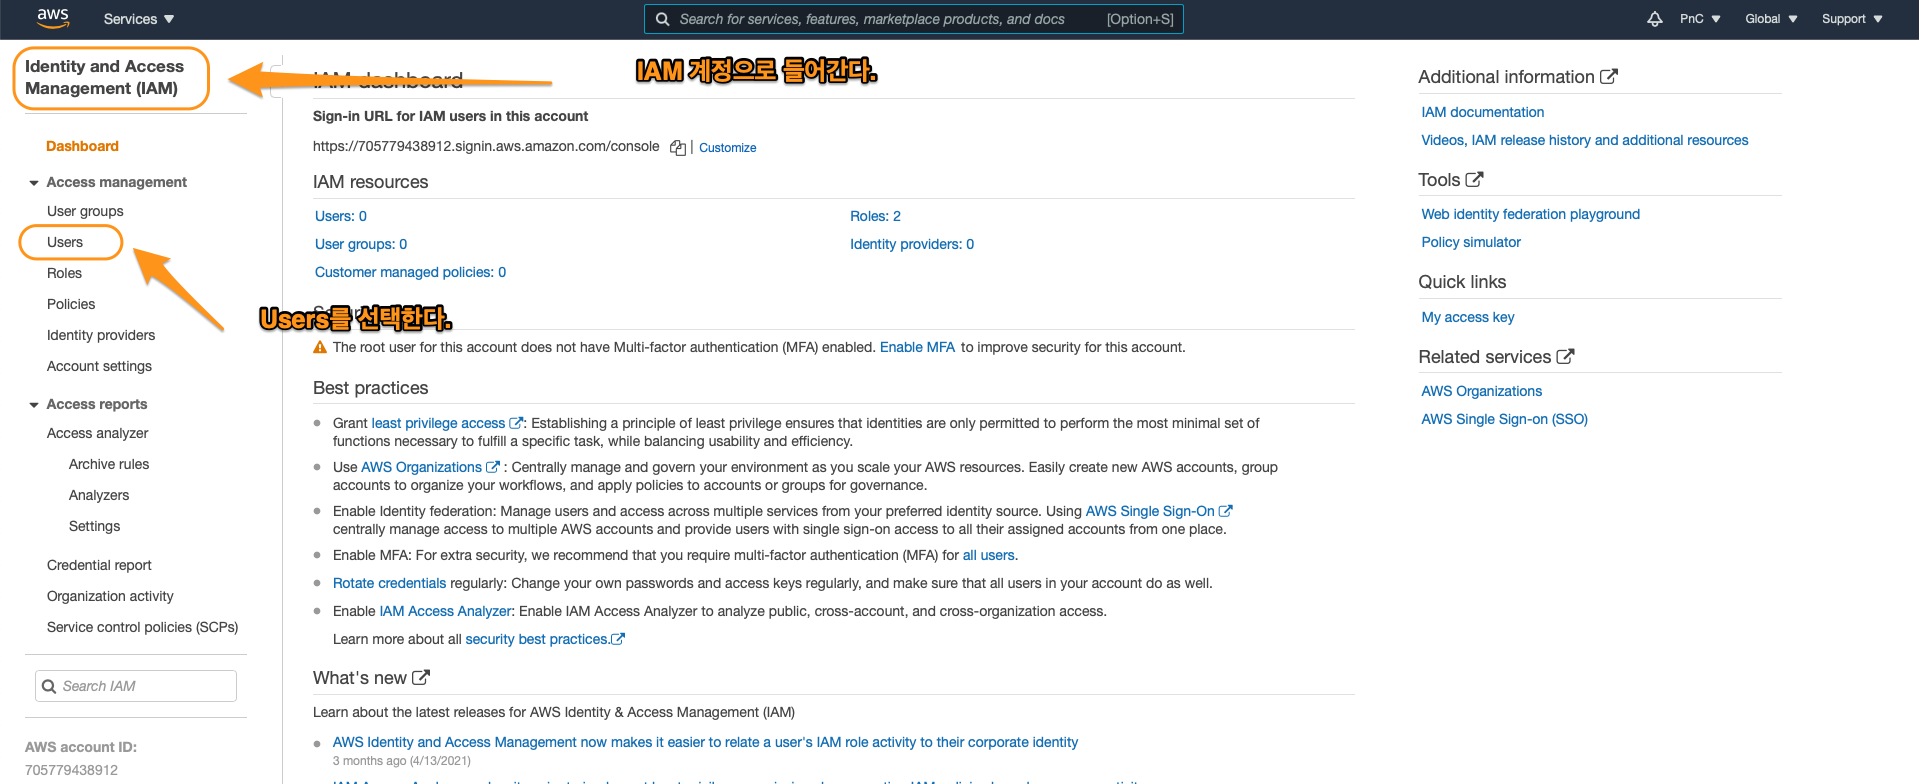 aws
Services
Search for services, features, marketplace products, and docs
[Option+S]
PnC
Global
Support
Identity and Access
Management (IAM)
Dashboard
Access management
User groups
Users
Roles
Policies
Identity providers
Account settings
Access reports
Access analyzer
Archive rules
Analyzers
Settings
Credential report
Organization activity
Service control policies (SCPs)
Search IAM
AWS account ID:
705779438912
IAM 계정으로 들어간다.
Users를 선택한다.
IAM dashboard
Sign-in URL for IAM users in this account
https://705779438912.signin.aws.amazon.com/console
| Customize
IAM resources
Users: 0
Roles: 2
User groups: 0
Identity providers: 0
Customer managed policies: 0
The root user for this account does not have Multi-factor authentication (MFA) enabled. Enable MFA to improve security for this account.
Best practices
Grant least privilege access : Establishing a principle of least privilege ensures that identities are only permitted to perform the most minimal set of
functions necessary to fulfill a specific task, while balancing usability and efficiency.
Use AWS Organizations : Centrally manage and govern your environment as you scale your AWS resources. Easily create new AWS accounts, group
accounts to organize your workflows, and apply policies to accounts or groups for governance.
Enable Identity federation: Manage users and access across multiple services from your preferred identity source. Using AWS Single Sign-On
centrally manage access to multiple AWS accounts and provide users with single sign-on access to all their assigned accounts from one place.
Enable MFA: For extra security, we recommend that you require multi-factor authentication (MFA) for all users.
Rotate credentials regularly: Change your own passwords and access keys regularly, and make sure that all users in your account do as well.
Enable IAM Access Analyzer: Enable IAM Access Analyzer to analyze public, cross-account, and cross-organization access.
Learn more about all security best practices.
What's new
Learn about the latest releases for AWS Identity & Access Management (IAM)
AWS Identity and Access Management now makes it easier to relate a user's IAM role activity to their corporate identity
3 months ago (4/13/2021)
Additional information
IAM documentation
Videos, IAM release history and additional resources
Tools
Web identity federation playground
Policy simulator
Quick links
My access key
Related services
AWS Organizations
AWS Single Sign-on (SSO)